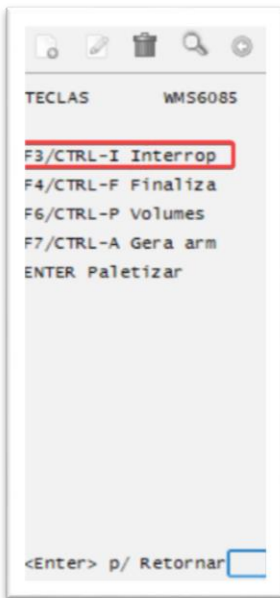 TECLAS WMS6085
F3/CTRL-I Interrop
F4/CTRL-F Finaliza
F6/CTRL-P Volumes
F7/CTRL-A Gera arm
ENTER Paletizar
<Enter> p/ Retornar